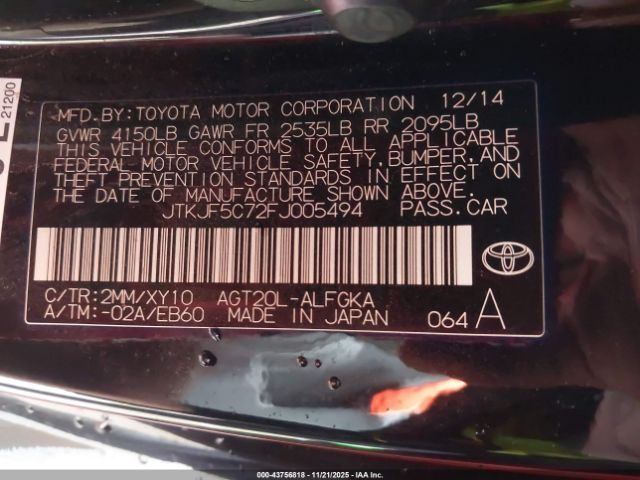 21200
MFD.BY:TOYOTA MOTOR CORPORATION 12/14
GVWR 4150LB GAWR FR 2535LB RR 2095LB
THIS VEHICLE CONFORMS TO ALL APPLICABLE
FEDERAL MOTOR VEHICLE SAFETY,BUMPER,AND
THEFT PREVENTION STANDARDS IN EFFECT ON
THE DATE OF MANUFACTURE SHOWN ABOVE.
JTKJF5C72FJ005494 PASS.CAR
C/TR:2MM/XY10 AGT20L-ALFGKA
A/TM:-02A/EB60 MADE IN JAPAN 064 A
000-43756818 - 11/21/2025 - IAA Inc.